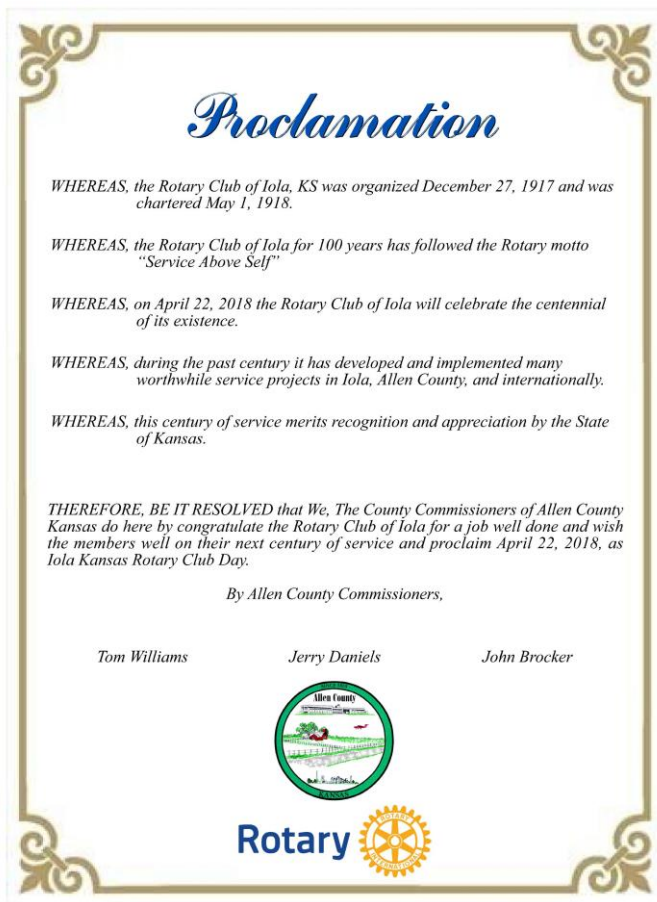 Proclamation
WHEREAS, the Rotary Club of Iola, KS was organized December 27, 1917 and was
chartered May 1, 1918.
WHEREAS, the Rotary Club of Iola for 100 years has followed the Rotary motto
“Service Above Self”
WHEREAS, on April 22, 2018 the Rotary Club of Iola will celebrate the centennial
of its existence.
WHEREAS, during the past century it has developed and implemented many
worthwhile service projects in Iola, Allen County, and internationally.
WHEREAS, this century of service merits recognition and appreciation by the State
of Kansas.
THEREFORE, BE IT RESOLVED that We, The County Commissioners of Allen County
Kansas do here by congratulate the Rotary Club of Iola for a job well done and wish
the members well on their next century of service and proclaim April 22, 2018, as
Iola Kansas Rotary Club Day.
By Allen County Commissioners,
Tom Williams Jerry Daniels John Brocker
Allen County
KANSAS
Rotary
ROTARY
INTERNATIONAL